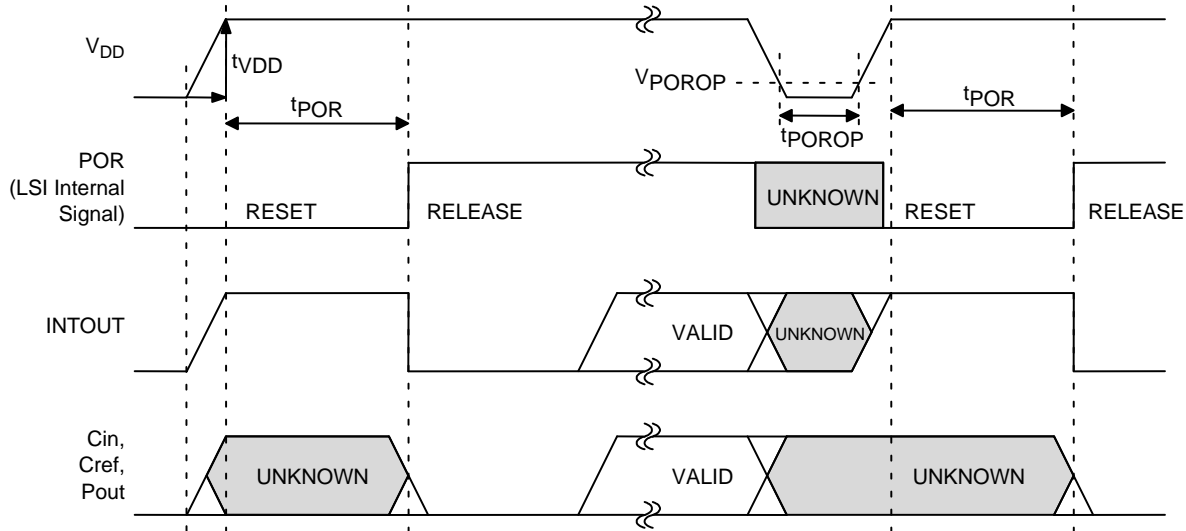 VDD
tVDD
VPOROP
tPOR
tPOR
tPOROP
POR
(LSI Internal
Signal)
RESET
RELEASE
UNKNOWN
RESET
RELEASE
INTOUT
VALID
UNKNOWN
Cin,
Cref,
Pout
UNKNOWN
VALID
UNKNOWN